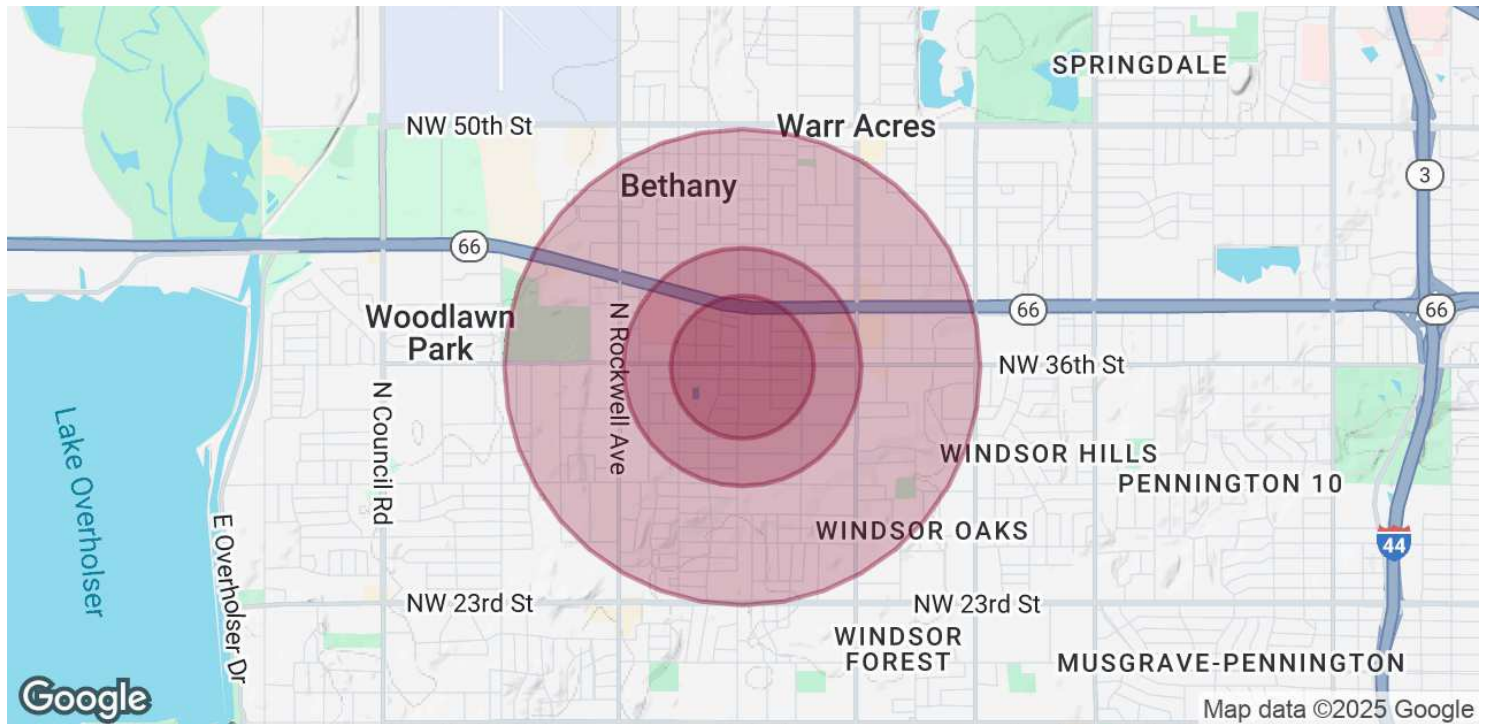 SPRINGDALE
NW 50th St
Warr Acres
3
Bethany
66
Woodlawn
Park
N Rockwell Ave
66
66
NW 36th St
N Council Rd
Lake Overholser
WINDSOR HILLS
PENNINGTON 10
E Overholser Dr
WINDSOR OAKS
44
NW 23rd St
NW 23rd St
WINDSOR
FOREST
MUSGRAVE-PENNINGTON
Google
Map data ©2025 Google